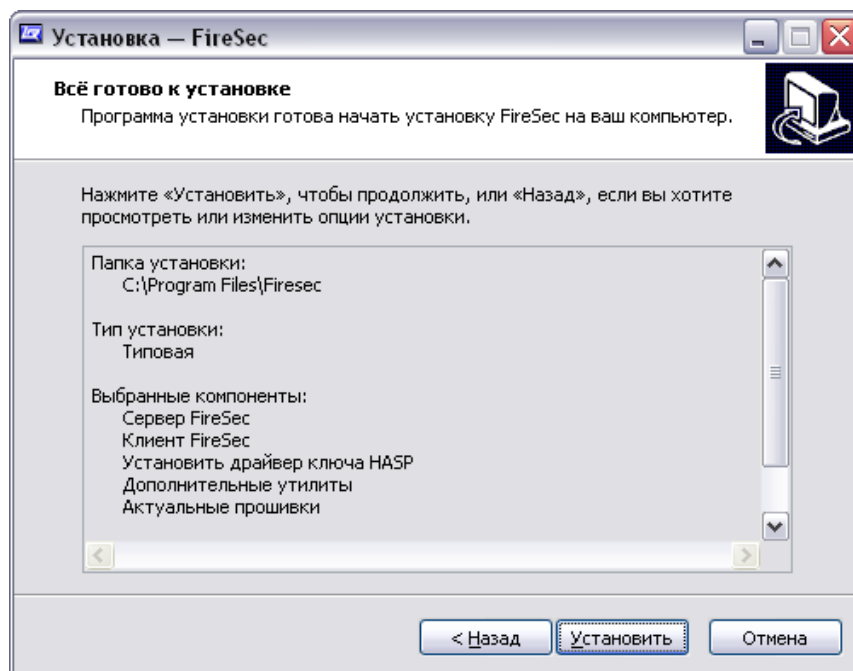 Установка — FireSec
Всё готово к установке
Программа установки готова начать установку FireSec на ваш компьютер.
Нажмите «Установить», чтобы продолжить, или «Назад», если вы хотите
просмотреть или изменить опции установки.
Папка установки:
C:\Program Files\Firesec
Тип установки:
Типовая
Выбранные компоненты:
Сервер FireSec
Клиент FireSec
Установить драйвер ключа HASP
Дополнительные утилиты
Актуальные прошивки
< Назад Установить Отмена